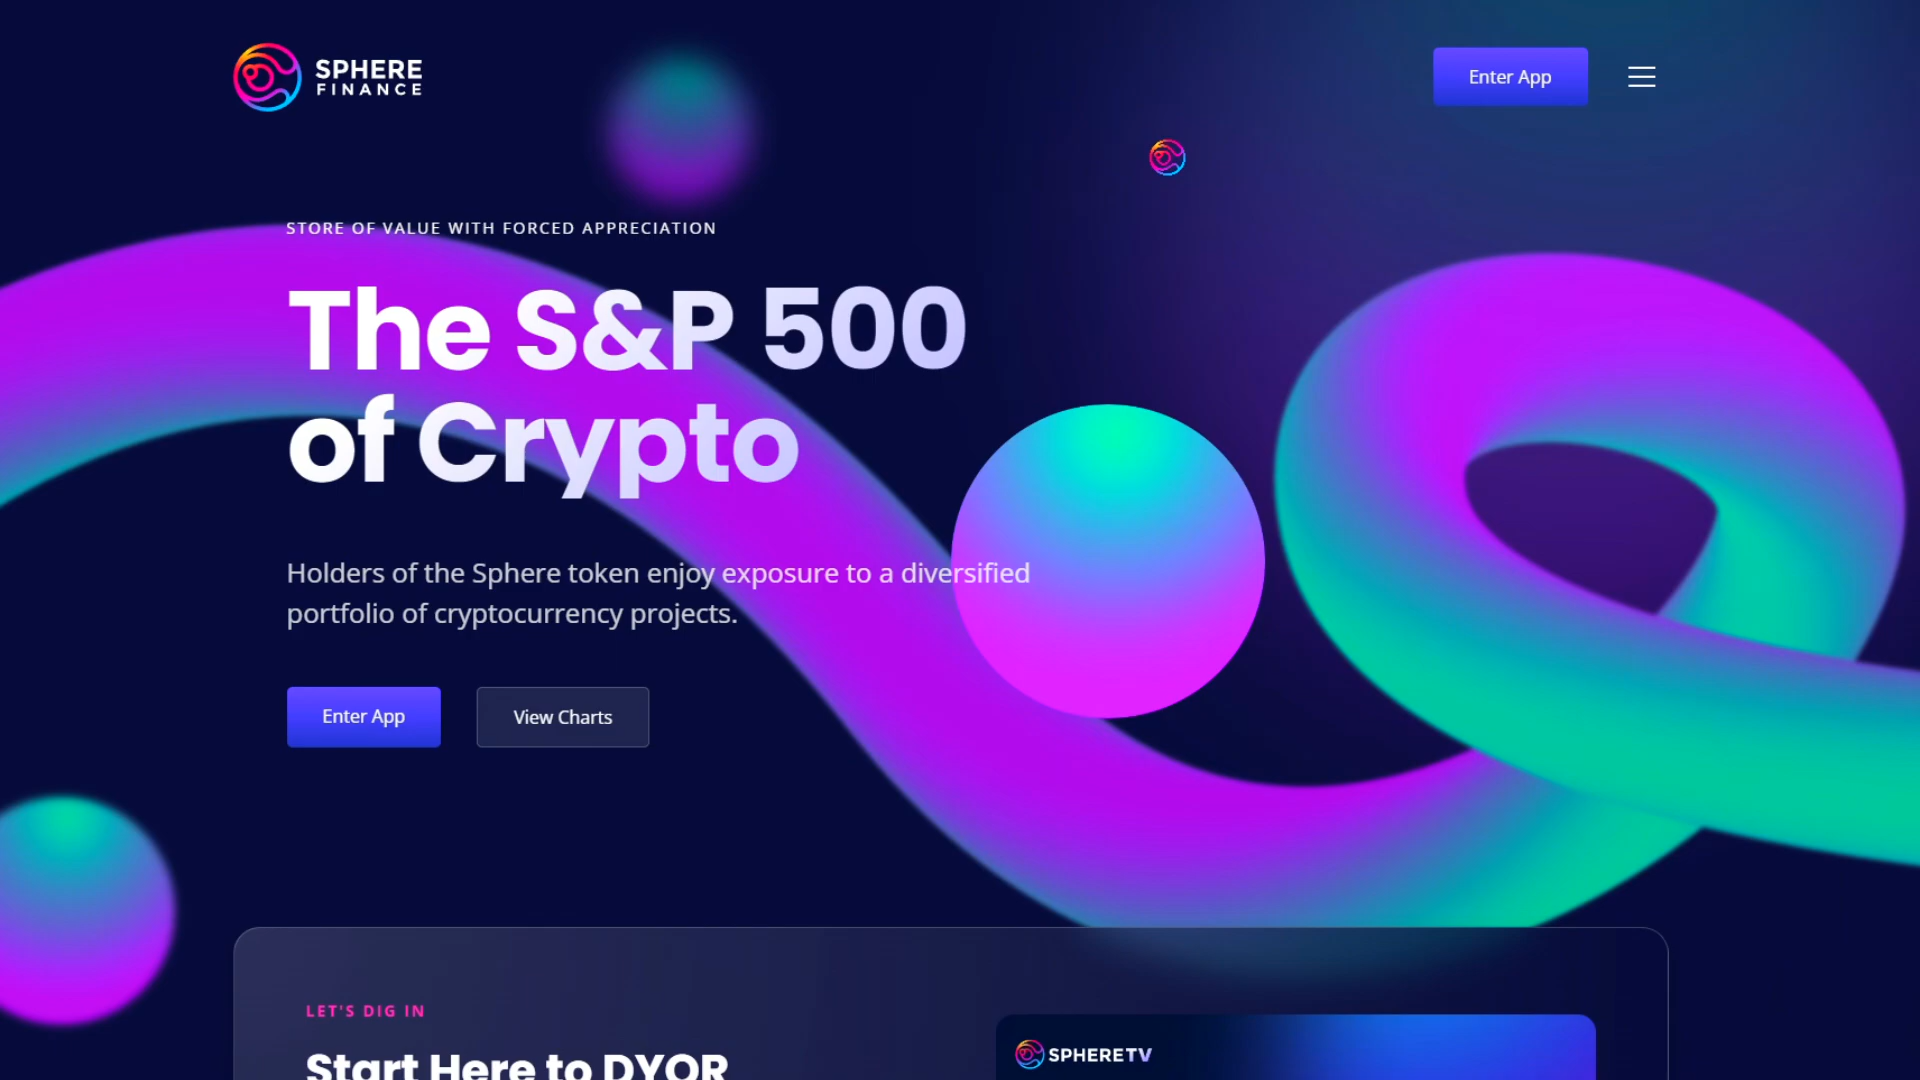 SPHERE
FINANCE
Enter App
STORE OF VALUE WITH FORCED APPRECIATION
The S&P 500
of Crypto
Holders of the Sphere token enjoy exposure to a diversified
portfolio of cryptocurrency projects.
Enter App
View Charts
LET'S DIG IN
Start Here to DYOR
SPHERETV